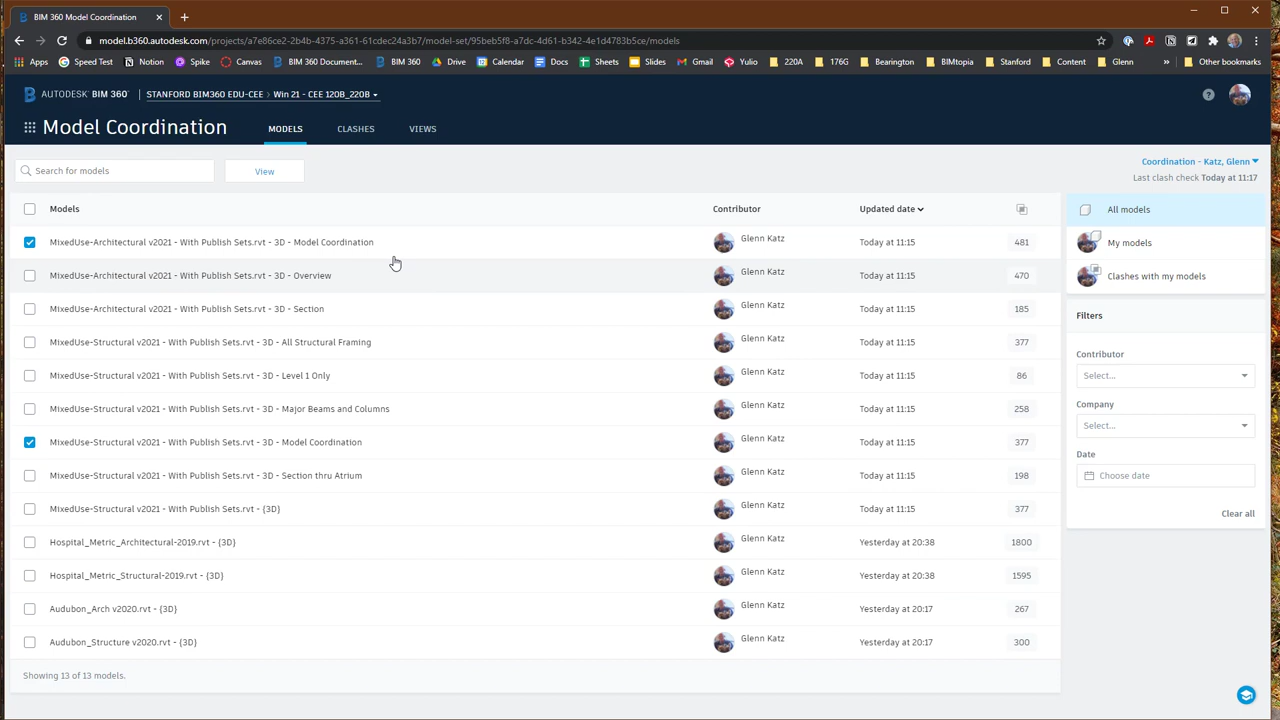 BIM 360 Model Coordination
model.b360.autodesk.com/projects/a7e86ce2-2b4b-4375-a361-61cdec24a3b7/model-set/95beb5f8-a7dc-4d61-b342-4e1d4783b5ce/models
Apps Speed Test Notion Spike Canvas BIM 360 Document... BIM 360 Drive Calendar Docs Sheets Slides Gmail Yulio 220A 176G Bearington BIMtopia Stanford Content Glenn » Other bookmarks
AUTODESK BIM 360° STANFORD BIM360 EDU-CEE Win 21 - CEE 120B_220B
Model Coordination MODELS CLASHES VIEWS
Search for models View
Coordination - Katz, Glenn
Last clash check Today at 11:17
Models Contributor Updated date
MixedUse-Architectural v2021 - With Publish Sets.rvt - 3D - Model Coordination Glenn Katz Today at 11:15 481
MixedUse-Architectural v2021 - With Publish Sets.rvt - 3D - Overview Glenn Katz Today at 11:15 470
MixedUse-Architectural v2021 - With Publish Sets.rvt - 3D - Section Glenn Katz Today at 11:15 185
MixedUse-Structural v2021 - With Publish Sets.rvt - 3D - All Structural Framing Glenn Katz Today at 11:15 377
MixedUse-Structural v2021 - With Publish Sets.rvt - 3D - Level 1 Only Glenn Katz Today at 11:15 86
MixedUse-Structural v2021 - With Publish Sets.rvt - 3D - Major Beams and Columns Glenn Katz Today at 11:15 258
MixedUse-Structural v2021 - With Publish Sets.rvt - 3D - Model Coordination Glenn Katz Today at 11:15 377
MixedUse-Structural v2021 - With Publish Sets.rvt - 3D - Section thru Atrium Glenn Katz Today at 11:15 198
MixedUse-Structural v2021 - With Publish Sets.rvt - {3D} Glenn Katz Today at 11:15 377
Hospital_Metric_Architectural-2019.rvt - {3D} Glenn Katz Yesterday at 20:38 1800
Hospital_Metric_Structural-2019.rvt - {3D} Glenn Katz Yesterday at 20:38 1595
Audubon_Arch v2020.rvt - {3D} Glenn Katz Yesterday at 20:17 267
Audubon_Structure v2020.rvt - {3D} Glenn Katz Yesterday at 20:17 300
Showing 13 of 13 models.
All models
My models
Clashes with my models
Filters
Contributor
Select...
Company
Select...
Date
Choose date
Clear all